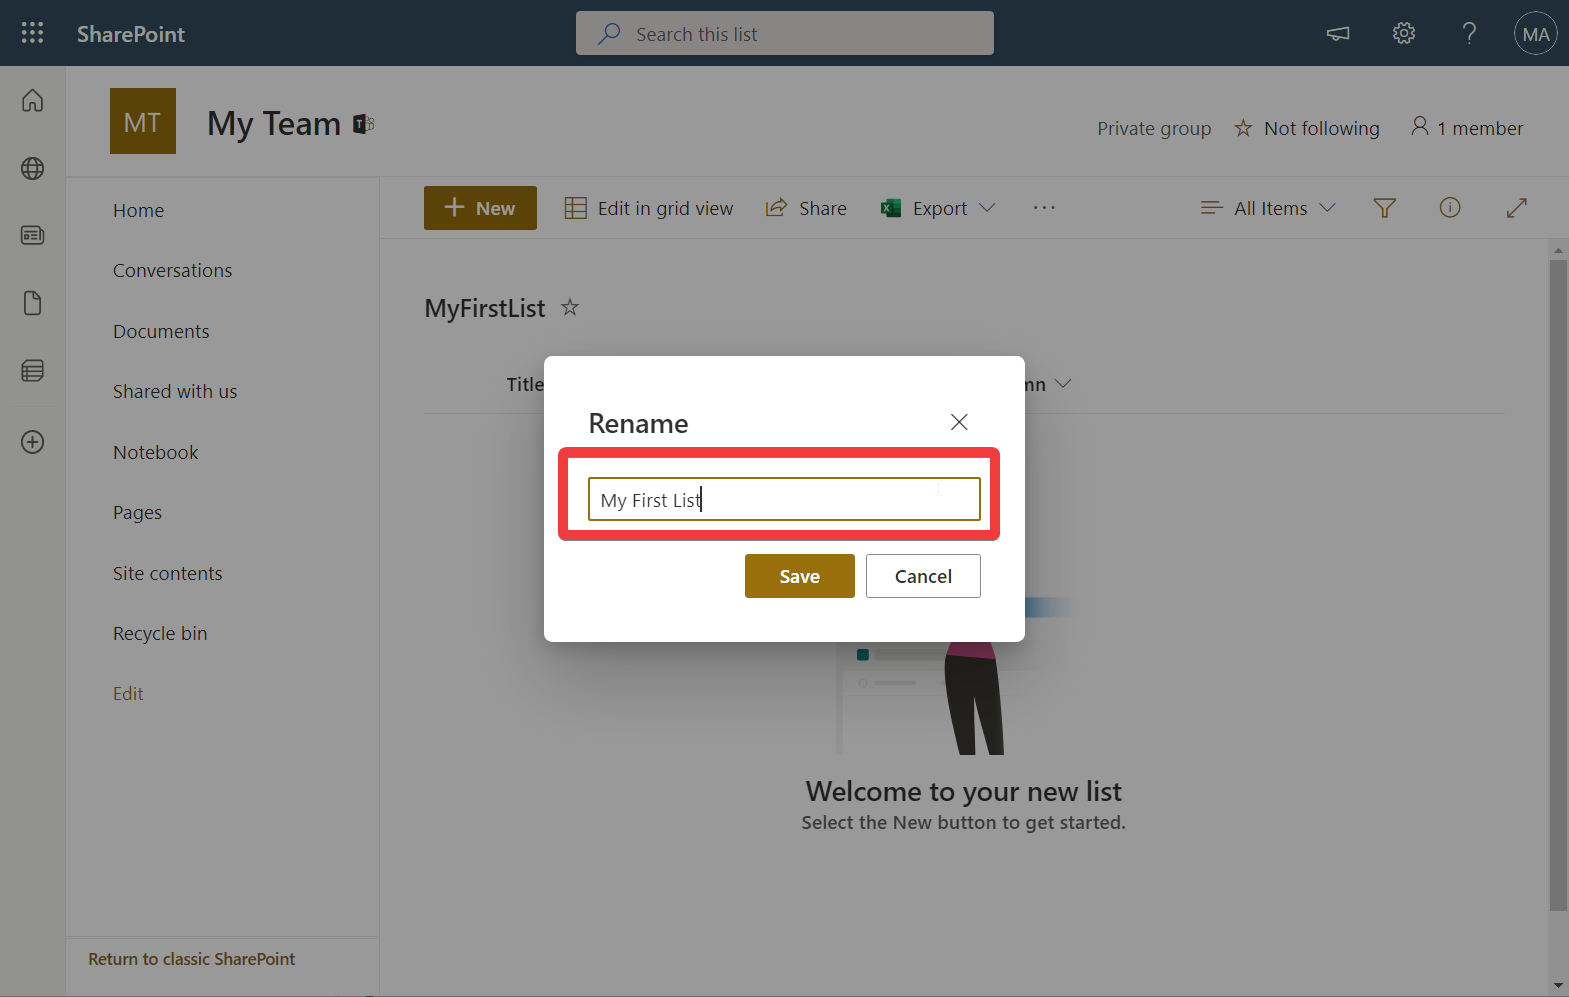 SharePoint
Search this list
MA
MT
My Team
Private group
Not following
1 member
Home
Conversations
Documents
Shared with us
Notebook
Pages
Site contents
Recycle bin
Edit
Return to classic SharePoint
New
Edit in grid view
Share
Export
All Items
MyFirstList
Title
Rename
My First List
Save
Cancel
Welcome to your new list
Select the New button to get started.